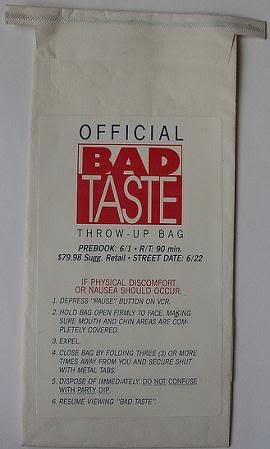 OFFICIAL
BAD
TASTE
THROW-UP BAG
PREBOOK: 6/1 • R/T: 90 min.
$79.98 Sugg. Retail • STREET DATE: 6/22
IF PHYSICAL DISCOMFORT
OR NAUSEA SHOULD OCCUR.
1. DEPRESS "PAUSE" BUTTON ON VCR.
2. HOLD BAG OPEN FIRMLY TO FACE. MAKING
SURE MOUTH AND CHIN AREAS ARE COM-
PLETELY COVERED.
3. EXPEL.
4. CLOSE BAG BY FOLDING THREE (3) OR MORE
TIMES AWAY FROM YOU AND SECURE SHUT
WITH METAL TABS.
5. DISPOSE OF IMMEDIATELY. DO NOT CONFUSE
WITH PARTY DIP.
6. RESUME VIEWING "BAD TASTE".